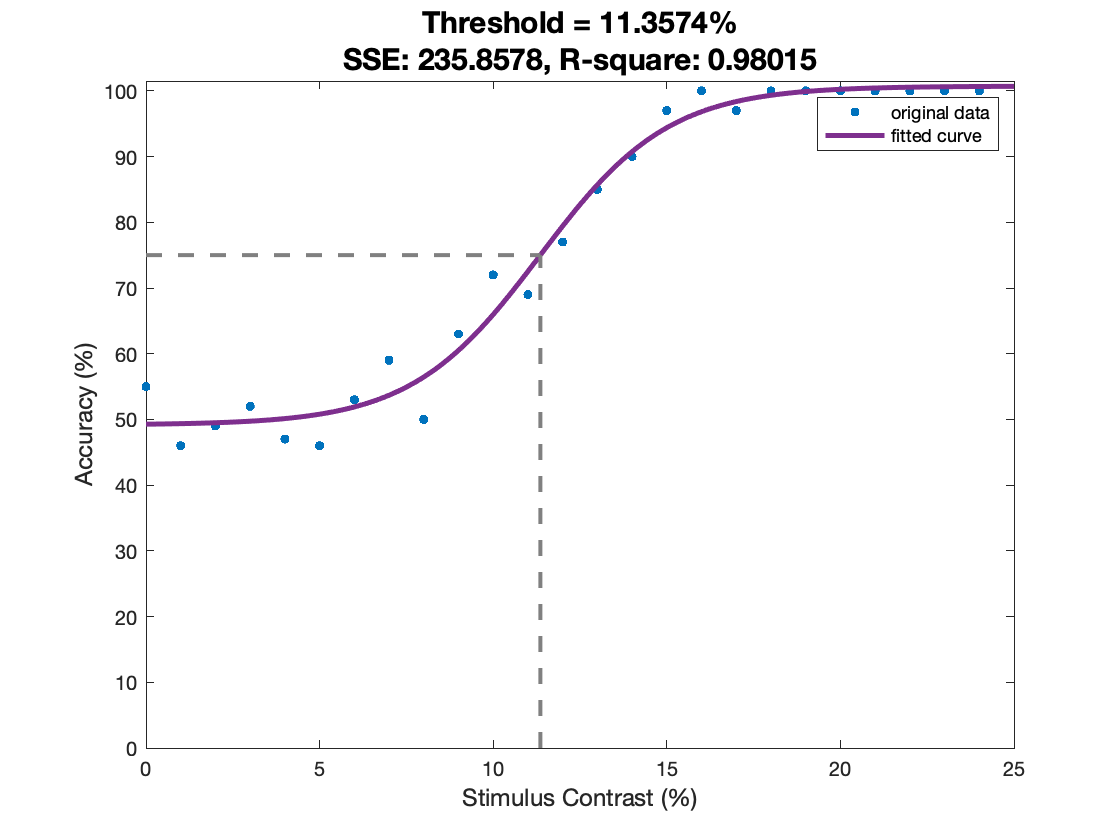 Threshold = 11.3574%
SSE: 235.8578, R-square: 0.98015
100
90
80
70
60
50
40
30
20
10
0
Accuracy (%)
original data
fitted curve
0 5 10 15 20 25
Stimulus Contrast (%)